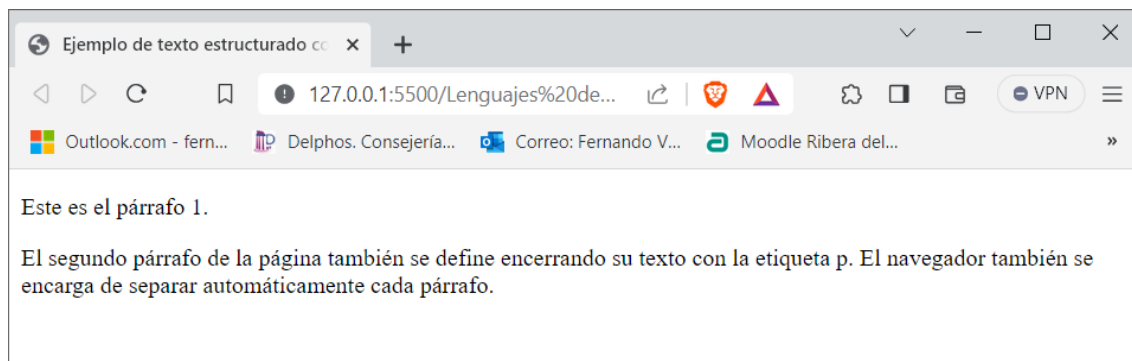 Ejemplo de texto estructurado cc
127.0.0.1:5500/Lenguajes%20de...
VPN
Outlook.com - fern...
Delphos. Consejería...
Correo: Fernando V...
Moodle Ribera del...
»
Este es el párrafo 1.
El segundo párrafo de la página también se define encerrando su texto con la etiqueta p. El navegador también se
encarga de separar automáticamente cada párrafo.